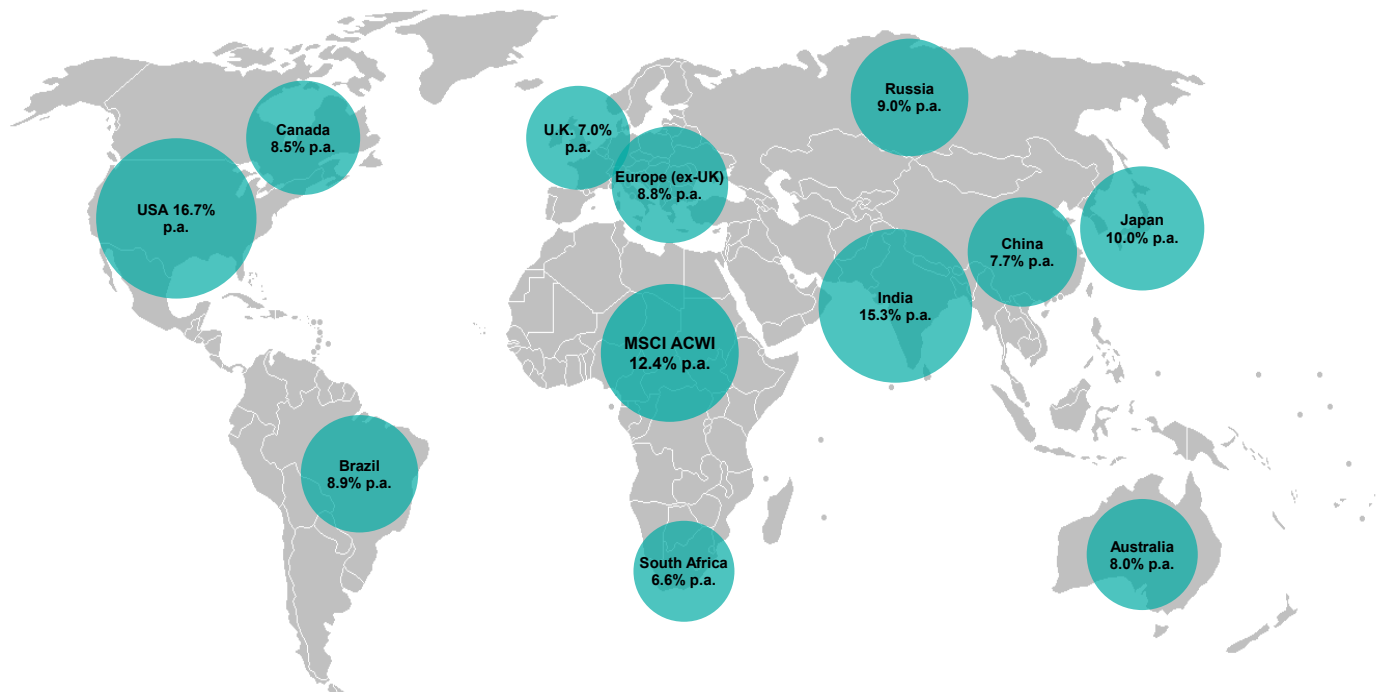 Russia
9.0% p.a.
Canada
8.5% p.a.
U.K. 7.0%
p.a.
Europe (ex-UK)
8.8% p.a.
USA 16.7%
p.a.
Japan
10.0% p.a.
China
7.7% p.a.
India
15.3% p.a.
MSCI ACWI
12.4% p.a.
Brazil
8.9% p.a.
South Africa
6.6% p.a.
Australia
8.0% p.a.